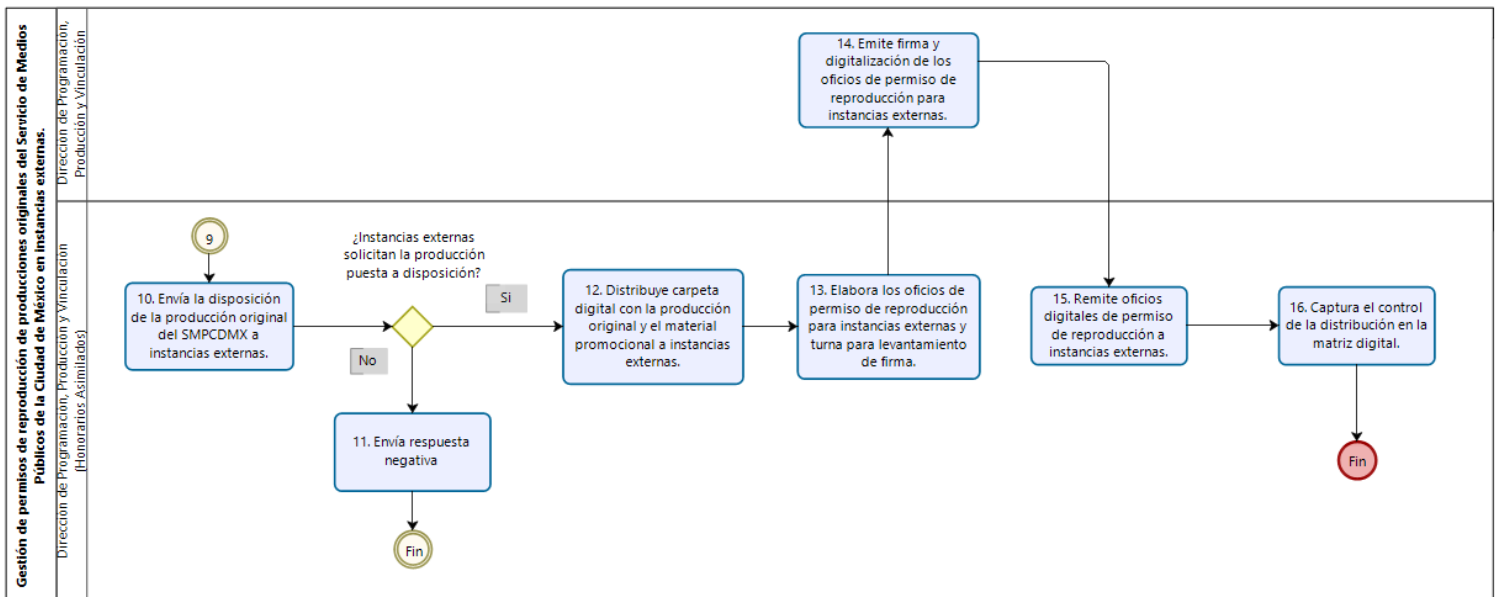 Gestión de permisos de reproducción de producciones originales del Servicio de Medios
Públicos de la Ciudad de México en instancias externas.
Dirección de Programación,
Producción y Vinculación
14. Emite firma y
digitalización de los
oficios de permiso de
reproducción para
instancias externas.
Dirección de Programación, Producción y Vinculación
(Honorarios Asimilados)
9
10. Envía la disposición
de la producción original
del SMPCDMX a
instancias externas.
¿Instancias externas
solicitan la producción
puesta a disposición?
Si
No
11. Envía respuesta
negativa
Fin
12. Distribuye carpeta
digital con la producción
original y el material
promocional a instancias
externas.
13. Elabora los oficios de
permiso de reproducción
para instancias externas y
turna para levantamiento
de firma.
15. Remite oficios
digitales de permiso
de reproducción a
instancias externas.
16. Captura el control
de la distribución en la
matriz digital.
Fin